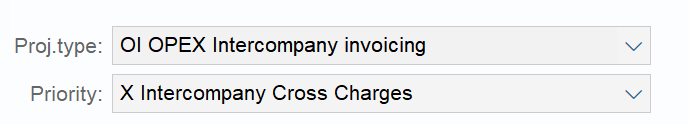 Proj.type: OI OPEX Intercompany invoicing
Priority: X Intercompany Cross Charges